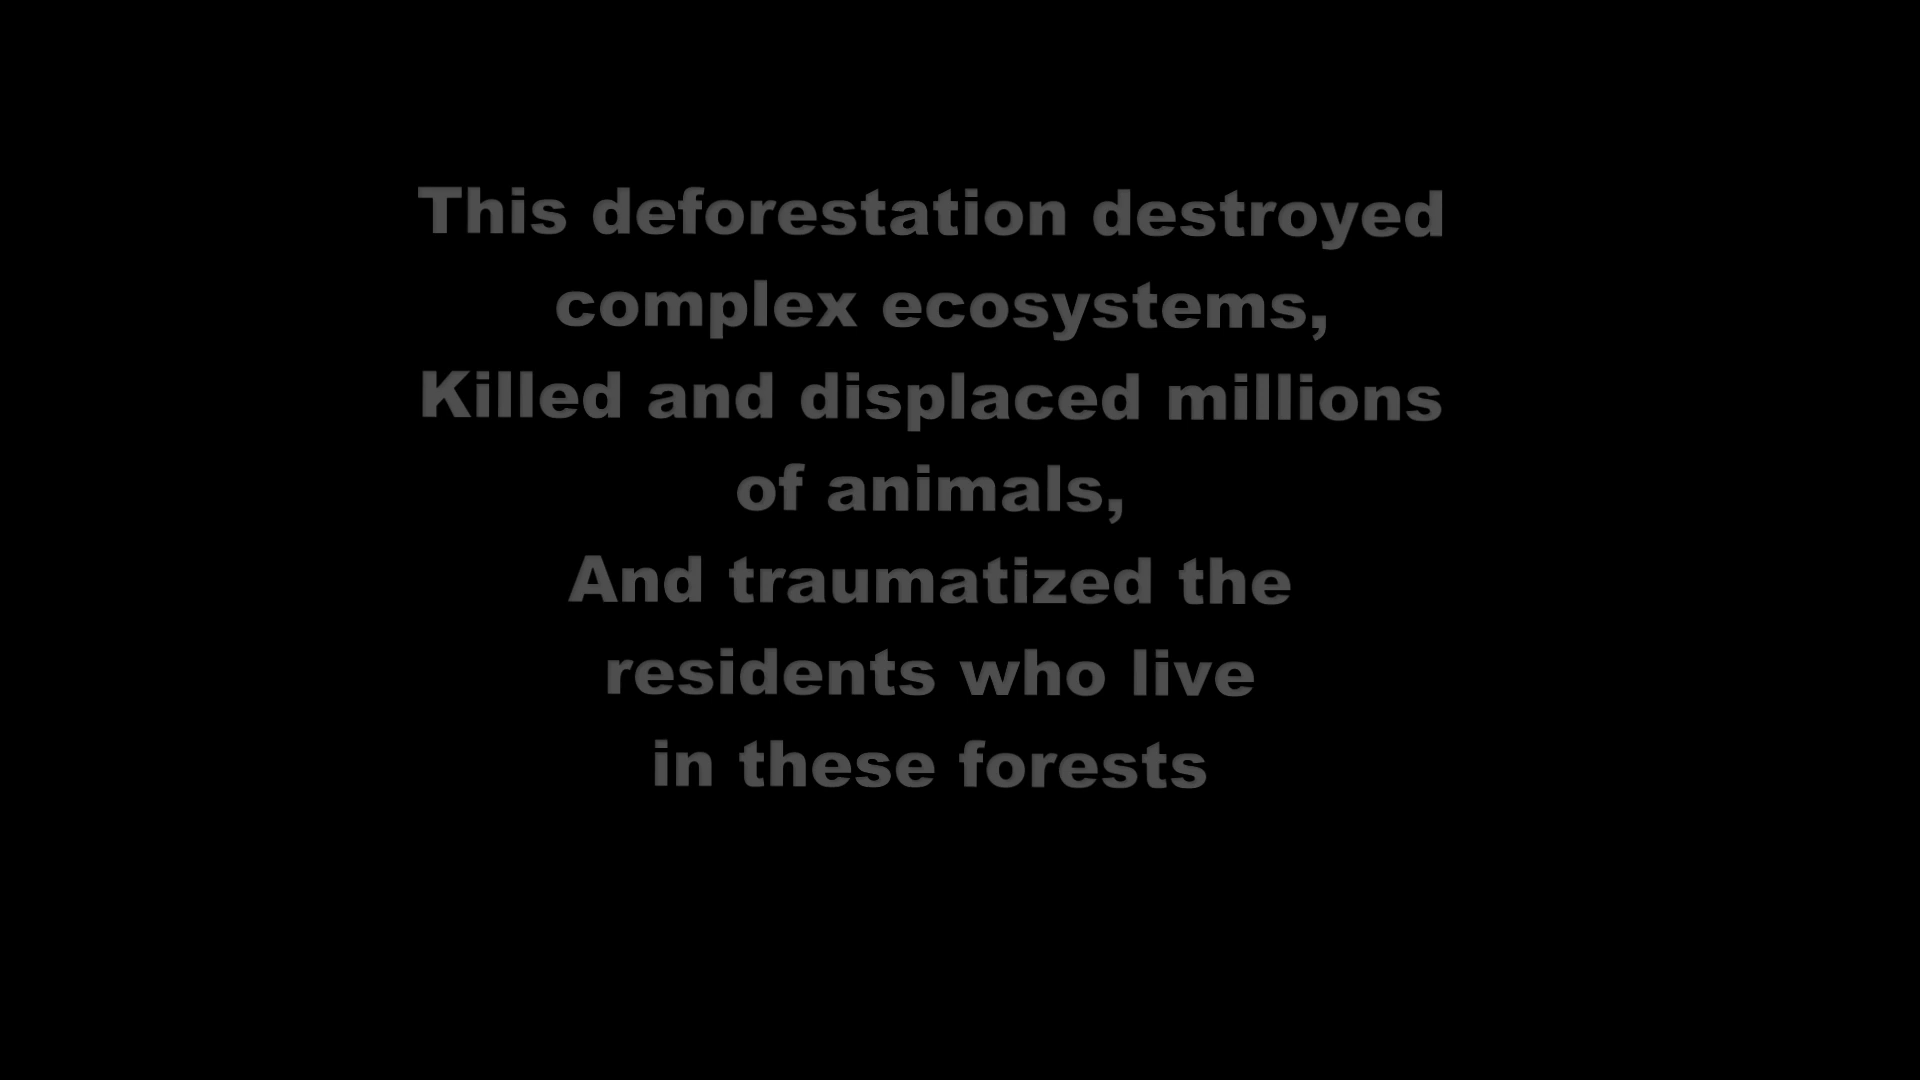 This deforestation destroyed
complex ecosystems,
Killed and displaced millions
of animals,
And traumatized the
residents who live
in these forests